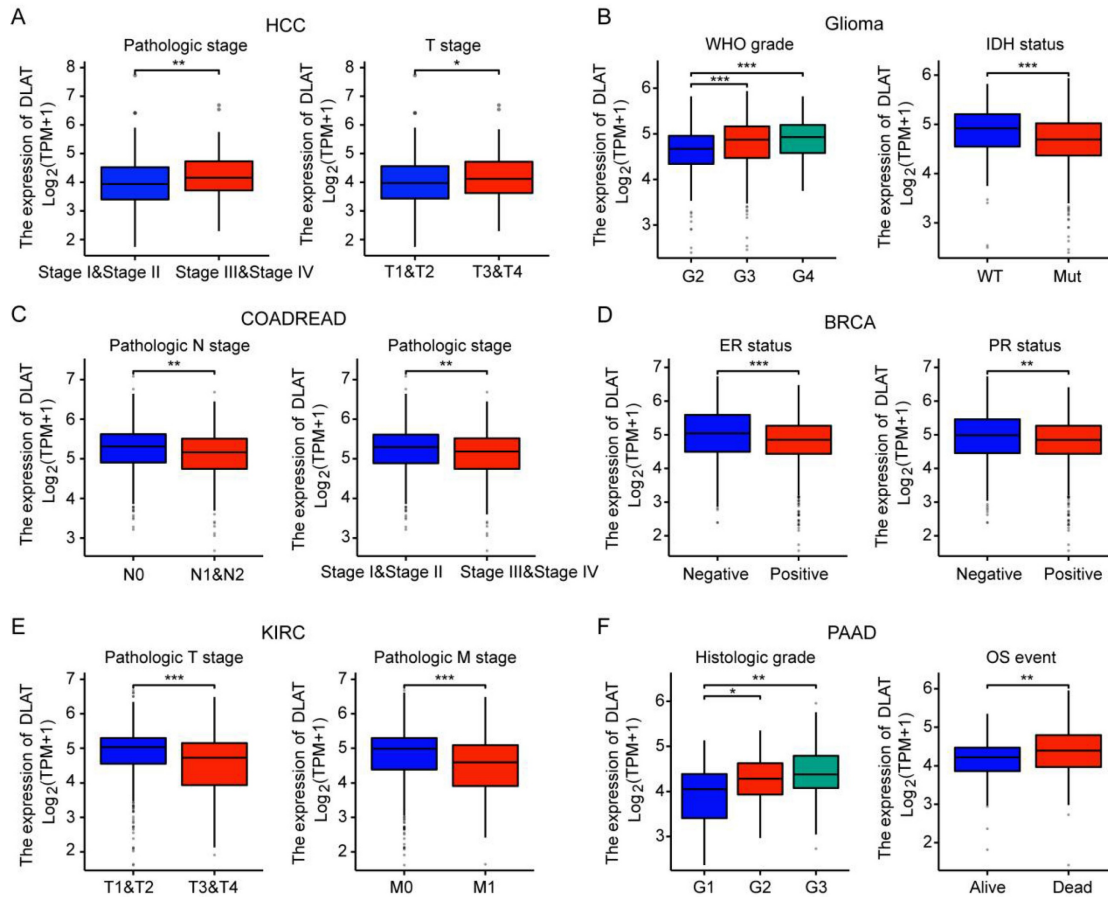 A
HCC
Pathologic stage
**
The expression of DLAT
Log2(TPM+1)
8
7
6
5
4
3
2
Stage I&Stage II
Stage III&Stage IV
T stage
*
The expression of DLAT
Log2(TPM+1)
8
7
6
5
4
3
2
T1&T2
T3&T4
B
Glioma
WHO grade
***
***
The expression of DLAT
Log2(TPM+1)
6
5
4
3
G2
G3
G4
IDH status
***
The expression of DLAT
Log2(TPM+1)
6
5
4
3
WT
Mut
C
COADREAD
Pathologic N stage
**
The expression of DLAT
Log2(TPM+1)
7
6
5
4
3
N0
N1&N2
Pathologic stage
**
The expression of DLAT
Log2(TPM+1)
7
6
5
4
3
Stage I&Stage II
Stage III&Stage IV
D
BRCA
ER status
***
The expression of DLAT
Log2(TPM+1)
7
6
5
4
3
2
Negative
Positive
PR status
**
The expression of DLAT
Log2(TPM+1)
7
6
5
4
3
2
Negative
Positive
E
KIRC
Pathologic T stage
***
The expression of DLAT
Log2(TPM+1)
7
6
5
4
3
2
T1&T2
T3&T4
Pathologic M stage
***
The expression of DLAT
Log2(TPM+1)
7
6
5
4
3
2
M0
M1
F
PAAD
Histologic grade
**
*
The expression of DLAT
Log2(TPM+1)
6
5
4
3
G1
G2
G3
OS event
**
The expression of DLAT
Log2(TPM+1)
6
5
4
3
2
Alive
Dead